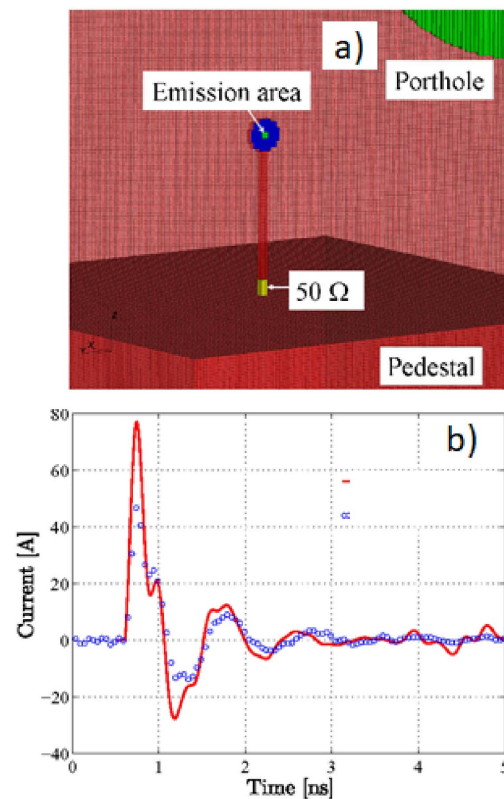 a)
Porthole
Emission area
50 Ω
z
X
Pedestal
b)
80
60
40
20
0
−20
−40
Current [A]
0
1
2
3
4
5
Time [ns]